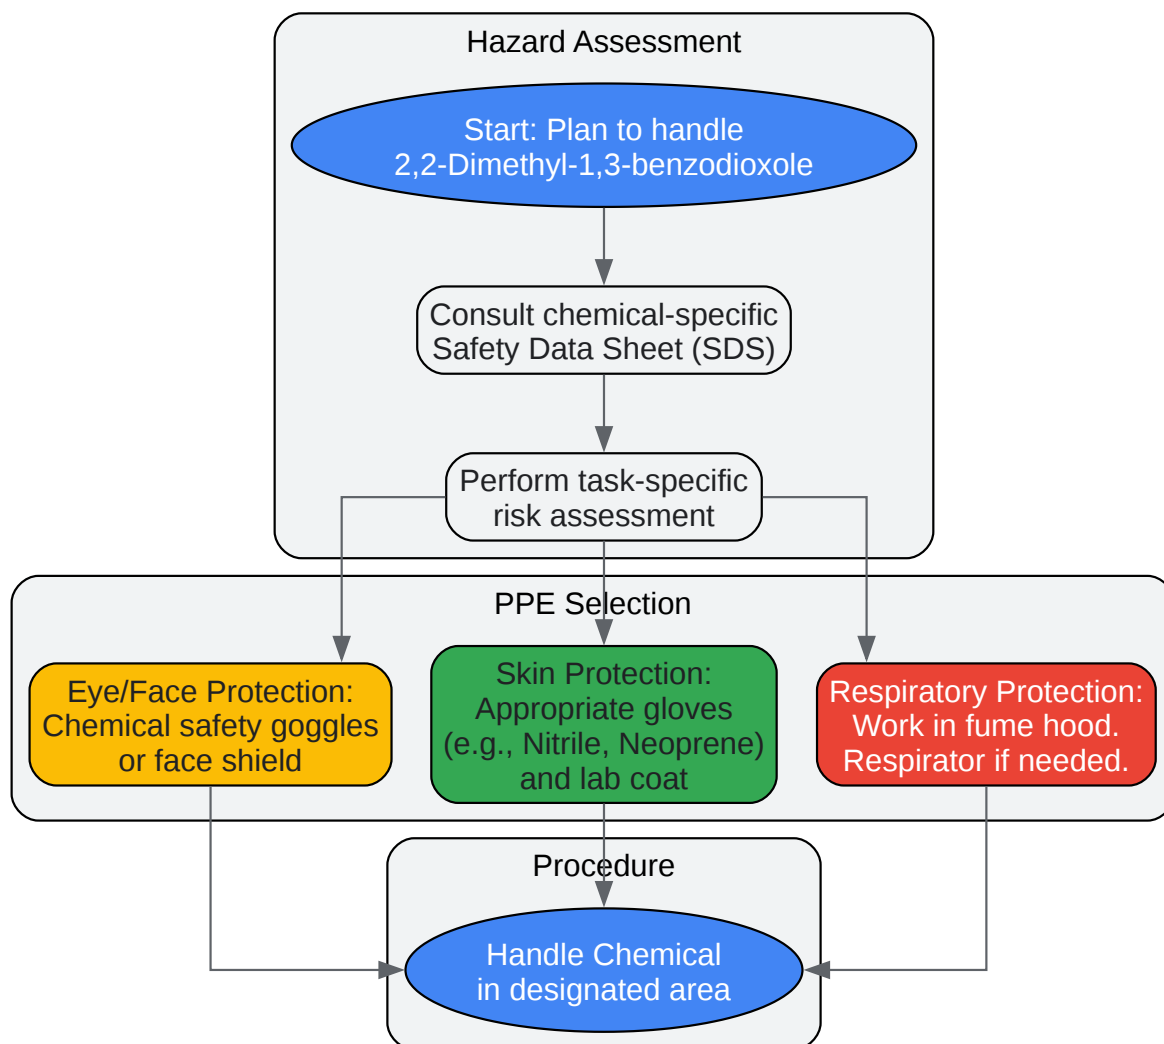 Hazard Assessment
Start: Plan to handle
2,2-Dimethyl-1,3-benzodioxole
Consult chemical-specific
Safety Data Sheet (SDS)
Perform task-specific
risk assessment
PPE Selection
Eye/Face Protection:
Chemical safety goggles
or face shield
Skin Protection:
Appropriate gloves
(e.g., Nitrile, Neoprene)
and lab coat
Respiratory Protection:
Work in fume hood.
Respirator if needed.
Procedure
Handle Chemical
in designated area